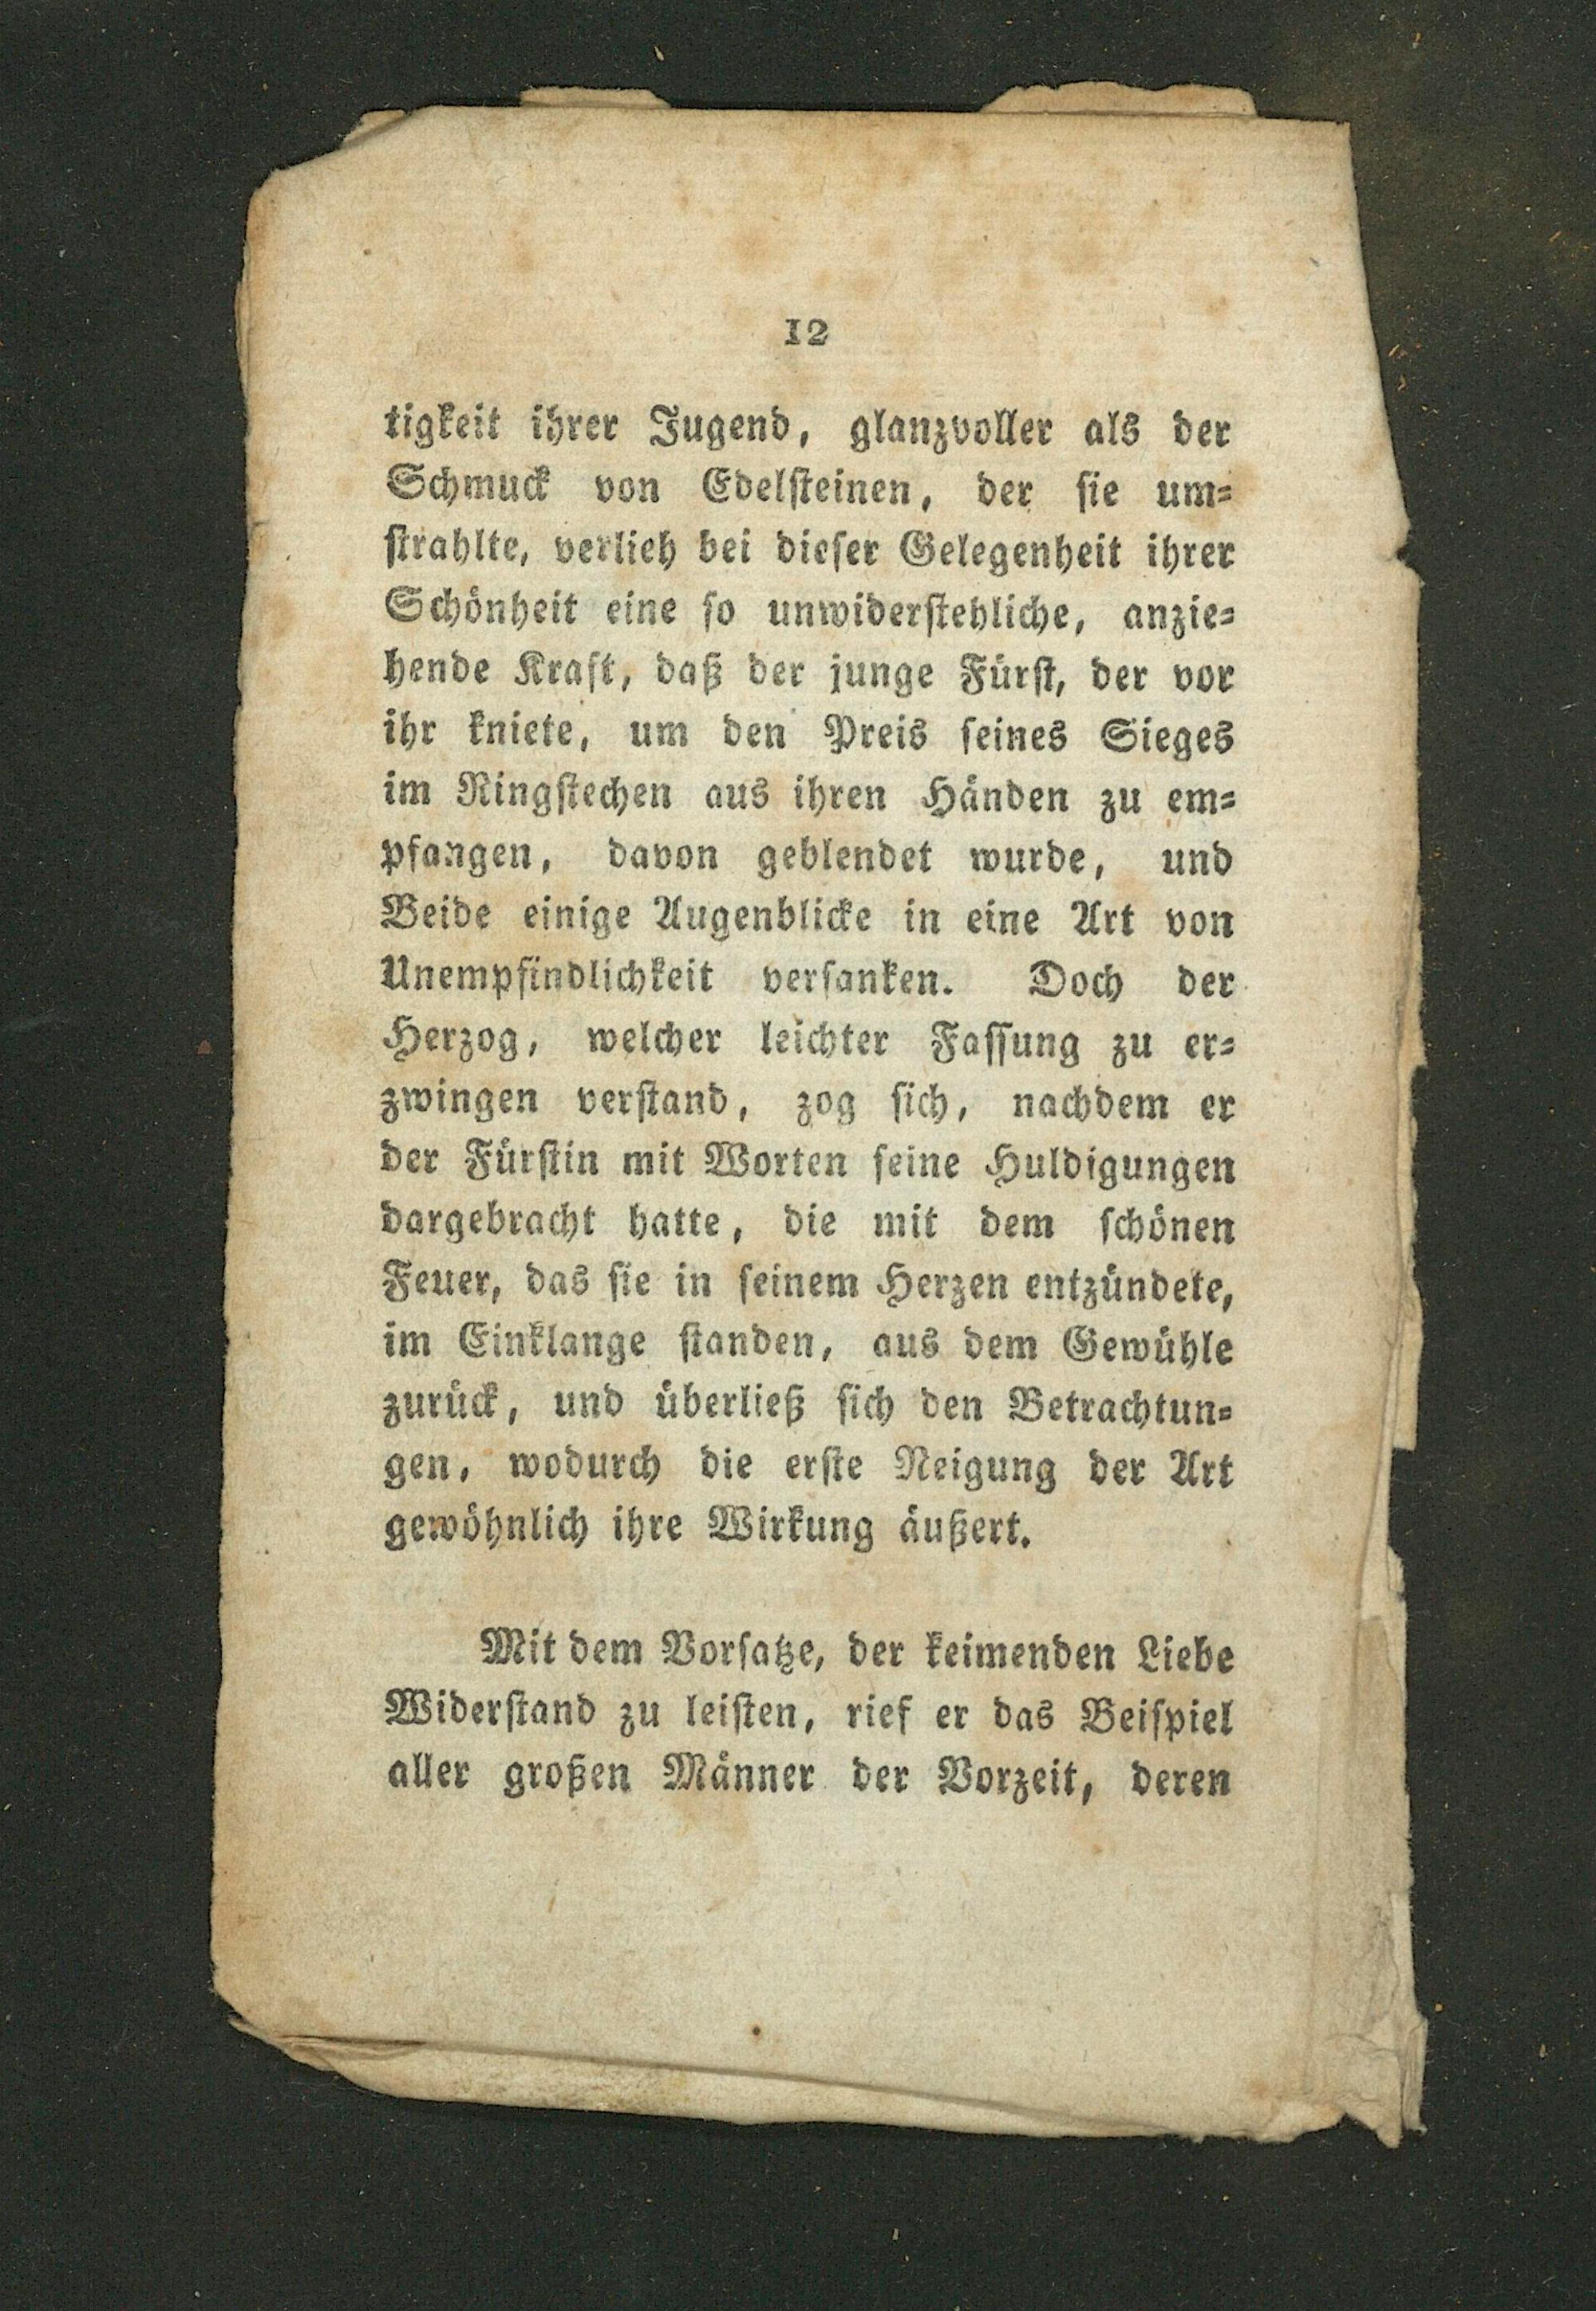 12
tigkeit ihrer Jugend, glanzvoller als der
Schmuck von Edelsteinen, der sie um=
strahlte, verlieh bei dieser Gelegenheit ihrer
Schönheit eine so unwiderstehliche, anzie=
hende Kraft, daß der junge Fürst, der vor
ihr kniete, um den Preis seines Sieges
im Ringstechen aus ihren Händen zu em=
pfangen, davon geblendet wurde, und
Beide einige Augenblicke in eine Art von
Unempfindlichkeit versanken. Doch der
Herzog, welcher leichter Fassung zu er=
zwingen verstand, zog sich, nachdem er
der Fürstin mit Worten seine Huldigungen
dargebracht hatte, die mit dem schönen
Feuer, das sie in seinem Herzen entzündete,
im Einklange standen, aus dem Gewühle
zurück, und überließ sich den Betrachtun=
gen, wodurch die erste Neigung der Art
gewöhnlich ihre Wirkung äußert.
Mit dem Vorsatze, der keimenden Liebe
Widerstand zu leisten, rief er das Beispiel
aller großen Männer der Vorzeit, deren